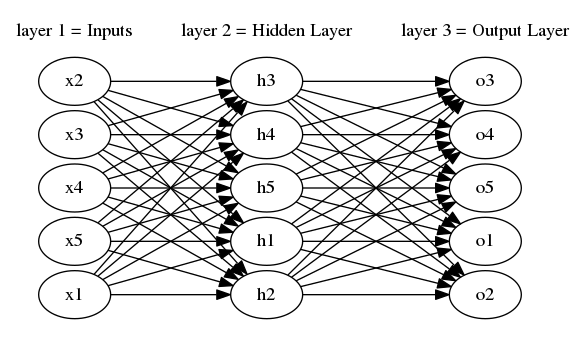 layer 1 = Inputs
layer 2 = Hidden Layer
layer 3 = Output Layer
x2
h3
o3
x3
h4
o4
x4
h5
o5
x5
h1
o1
x1
h2
o2